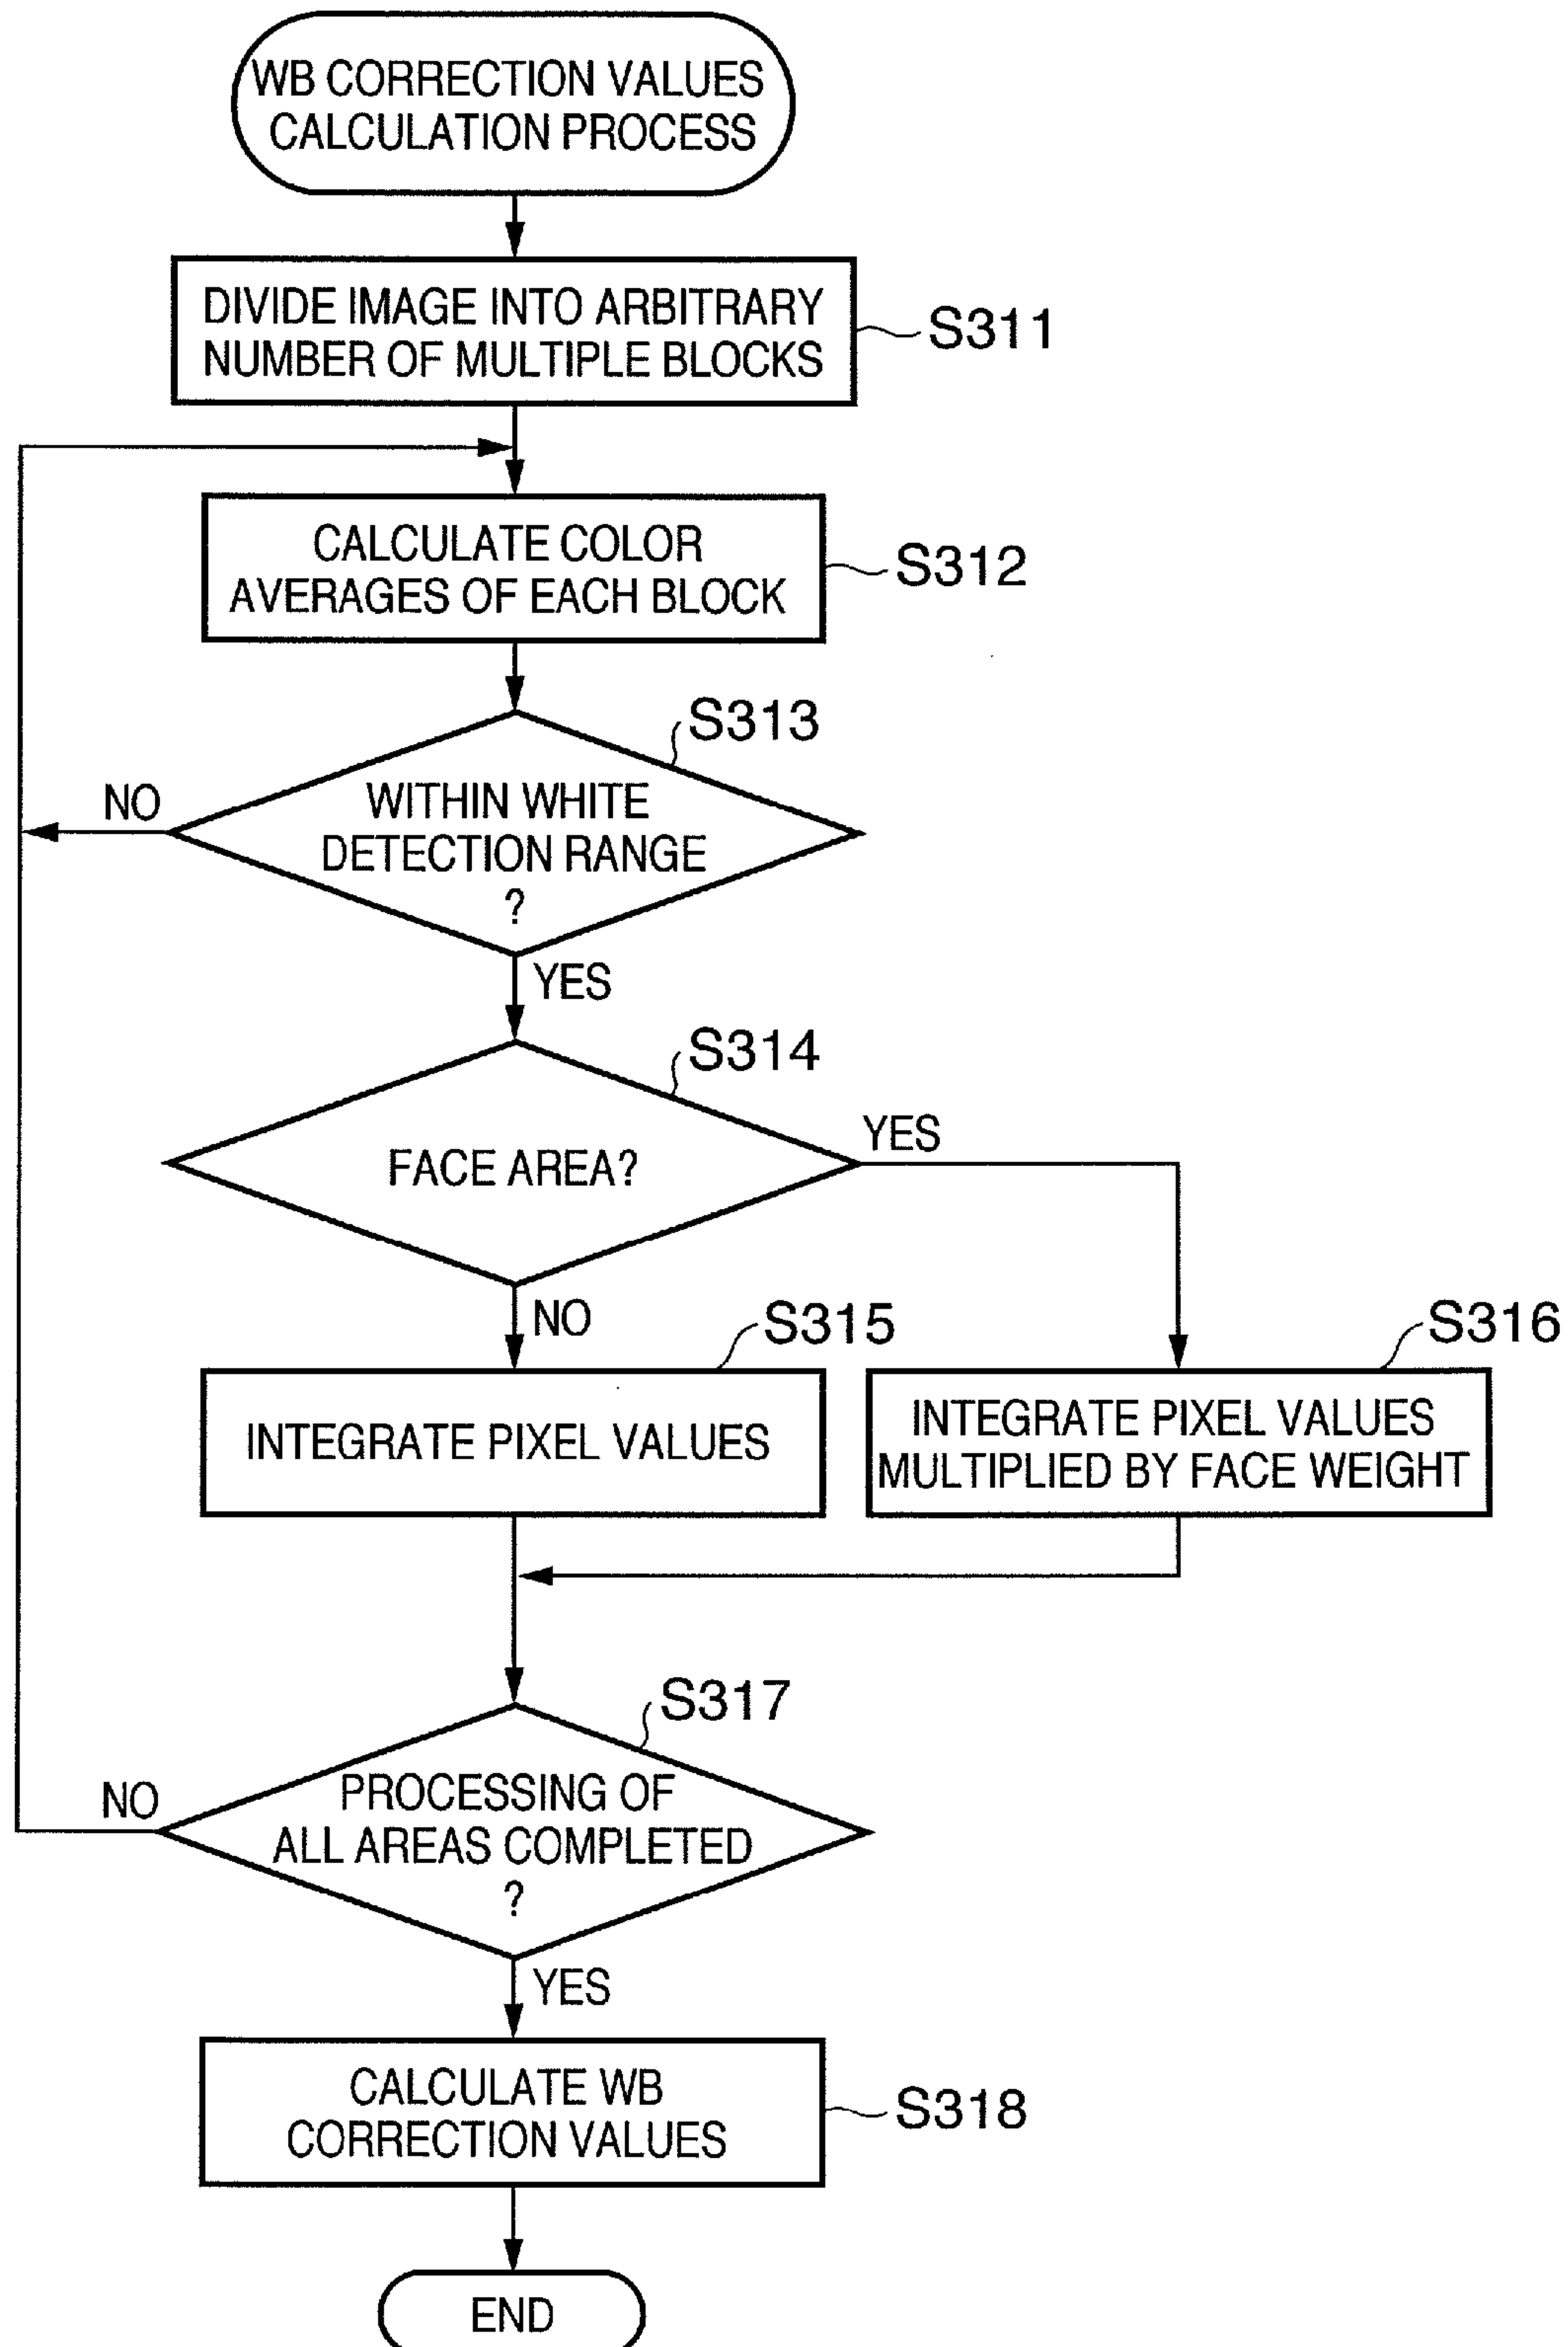 WB CORRECTION VALUES
CALCULATION PROCESS
DIVIDE IMAGE INTO ARBITRARY
NUMBER OF MULTIPLE BLOCKS
S311
CALCULATE COLOR
AVERAGES OF EACH BLOCK
S312
S313
WITHIN WHITE
DETECTION RANGE
?
NO
YES
S314
FACE AREA?
YES
NO
S315
INTEGRATE PIXEL VALUES
S316
INTEGRATE PIXEL VALUES
MULTIPLIED BY FACE WEIGHT
S317
PROCESSING OF
ALL AREAS COMPLETED
?
NO
YES
CALCULATE WB
CORRECTION VALUES
S318
END